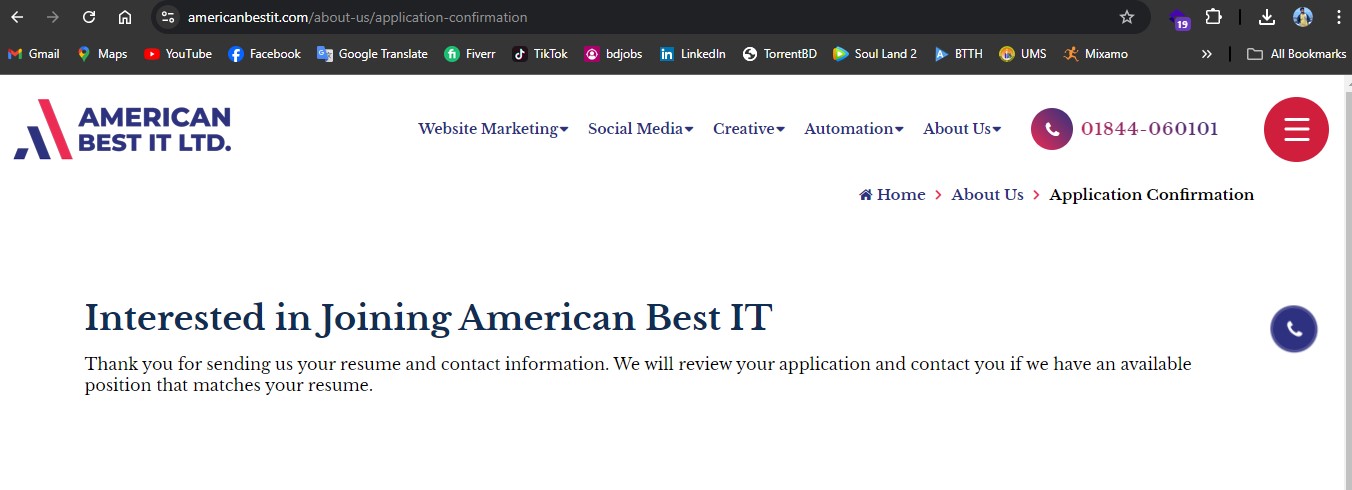 americanbestit.com/about-us/application-confirmation
19
Gmail Maps YouTube Facebook Google Translate Fiverr TikTok bdjobs LinkedIn TorrentBD Soul Land 2 BTTH UMS Mixamo » All Bookmarks
AMERICAN
BEST IT LTD.
Website Marketing Social Media Creative Automation About Us 01844-060101
Home > About Us > Application Confirmation
Interested in Joining American Best IT
Thank you for sending us your resume and contact information. We will review your application and contact you if we have an available
position that matches your resume.